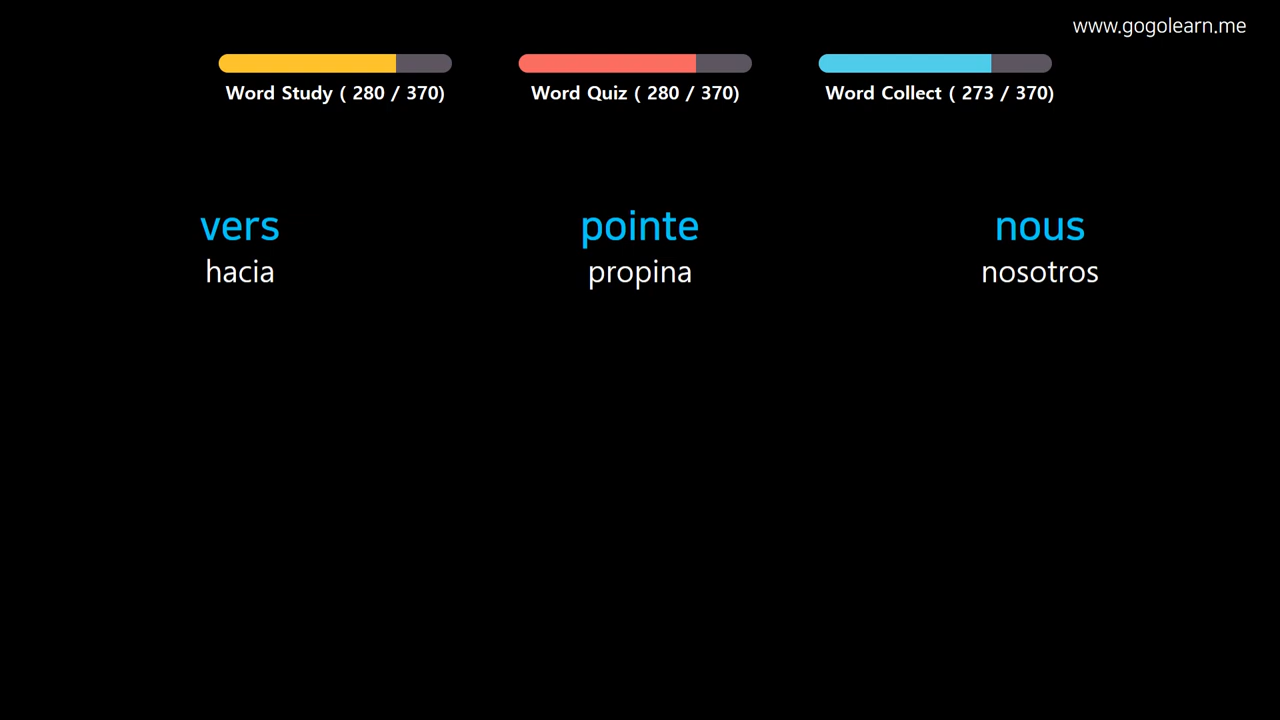 www.gogolearn.me
Word Study ( 280 / 370)
Word Quiz ( 280 / 370)
Word Collect ( 273 / 370)
vers
pointe
nous
hacia
propina
nosotros